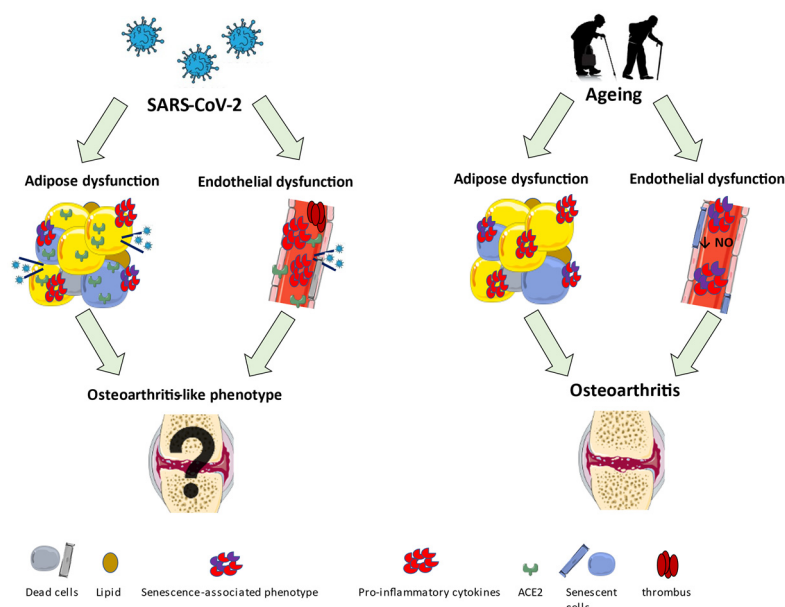 SARS-CoV-2
Ageing
Adipose dysfunction
Endothelial dysfunction
Adipose dysfunction
Endothelial dysfunction
↓ NO
Osteoarthritis-like phenotype
Osteoarthritis
?
Dead cells
Lipid
Senescence-associated phenotype
Pro-inflammatory cytokines
ACE2
Senescent
cells
thrombus